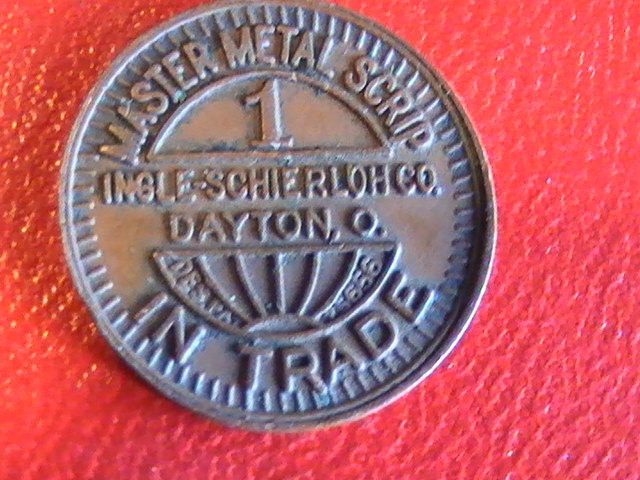 MASTER METAL SCRIP
1
INGLE-SCHIERLOH CO.
DAYTON, O.
IN TRADE